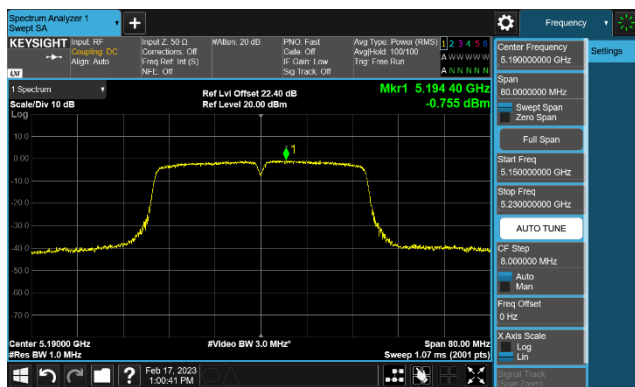 Spectrum Analyzer 1
Swept SA
Frequency
KEYSIGHT
Input: RF
Coupling: DC
Align: Auto
Input Z: 50 Ω
Corrections: Off
Freq Ref: Int (S)
NFE: Off
#Atten: 20 dB
PNO: Fast
Gate: Off
IF Gain: Low
Sig Track: Off
Avg Type: Power (RMS)
Avg|Hold: 100/100
Trig: Free Run
1 2 3 4 5 6
A W W W W W
A N N N N N
LXI
1 Spectrum
Scale/Div 10 dB
Log
Ref Lvl Offset 22.40 dB
Ref Level 20.00 dBm
Mkr1 5.194 40 GHz
-0.755 dBm
1
10.0
0.00
-10.0
-20.0
-30.0
-40.0
-50.0
-60.0
-70.0
Center 5.19000 GHz
#Res BW 1.0 MHz
#Video BW 3.0 MHz*
Span 80.00 MHz
Sweep 1.07 ms (2001 pts)
Feb 17, 2023
1:00:41 PM
?
Settings
Center Frequency
5.190000000 GHz
Span
80.0000000 MHz
Swept Span
Zero Span
Full Span
Start Freq
5.150000000 GHz
Stop Freq
5.230000000 GHz
AUTO TUNE
CF Step
8.000000 MHz
Auto
Man
Freq Offset
0 Hz
X Axis Scale
Log
Lin
Signal Track
(Span Zoom)